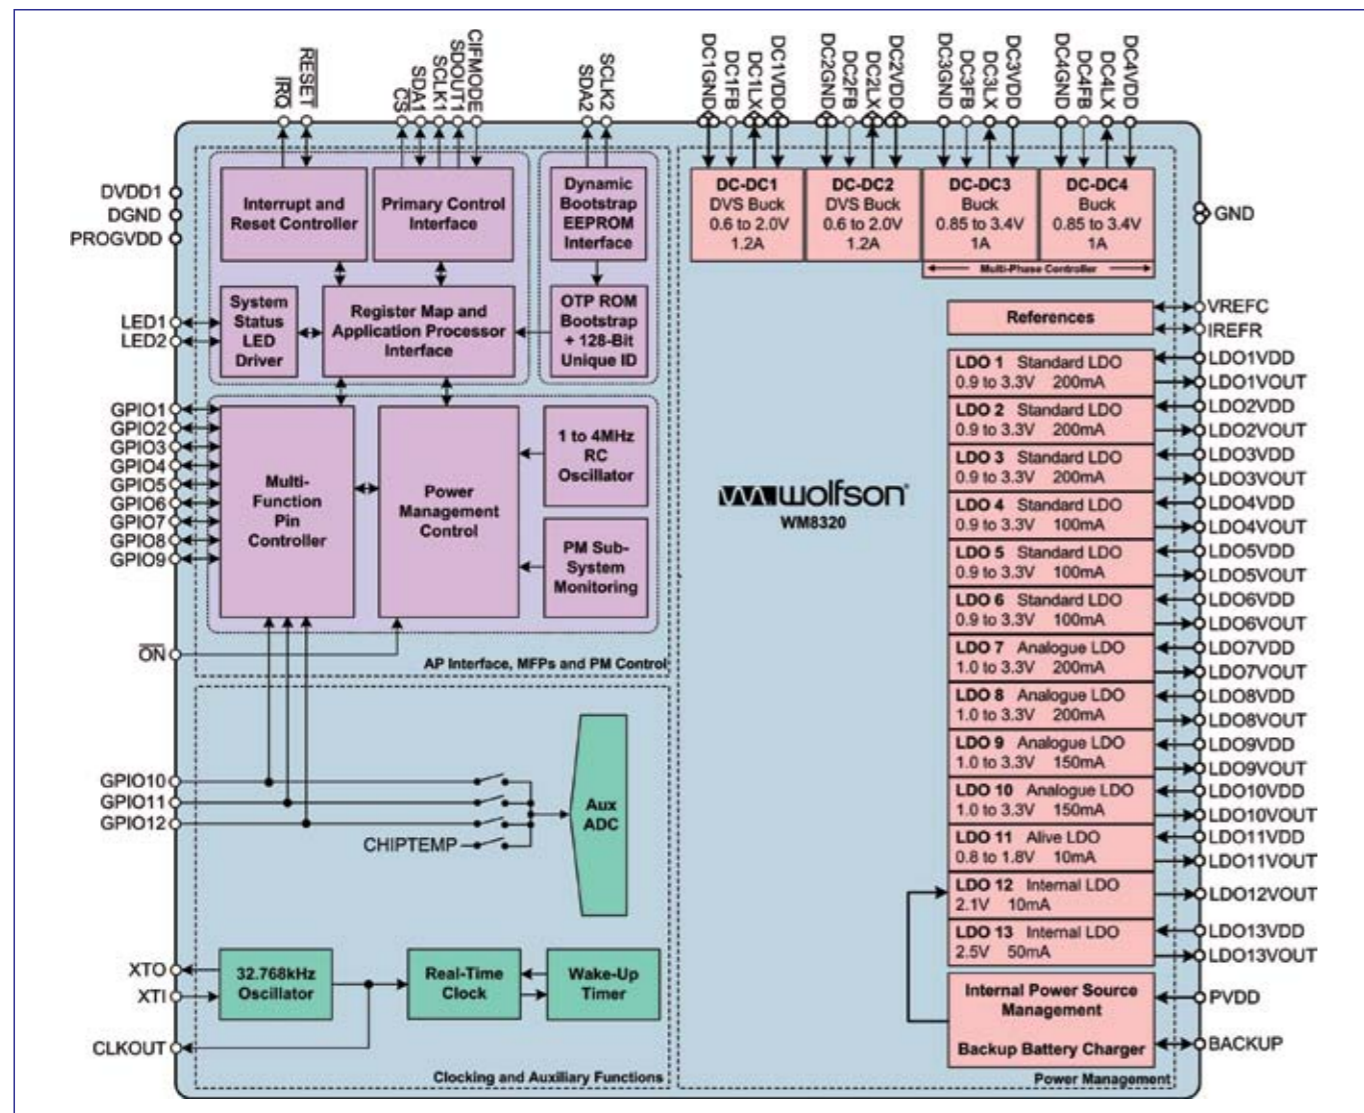 IRQ
RESET
CS
SDA1
SCLK1
SDOUT1
CIFMODE
SDA2
SCLK2
DC1GND
DC1FB
DC1LX
DC1VDD
DC2GND
DC2FB
DC2LX
DC2VDD
DC3GND
DC3FB
DC3LX
DC3VDD
DC4GND
DC4FB
DC4LX
DC4VDD
DVDD1
DGND
PROGVDD
LED1
LED2
GPIO1
GPIO2
GPIO3
GPIO4
GPIO5
GPIO6
GPIO7
GPIO8
GPIO9
ON
GPIO10
GPIO11
GPIO12
XTO
XTI
CLKOUT
Interrupt and
Reset Controller
Primary Control
Interface
Dynamic
Bootstrap
EEPROM
Interface
System
Status
LED
Driver
Register Map and
Application Processor
Interface
OTP ROM
Bootstrap
+ 128-Bit
Unique ID
Multi-
Function
Pin
Controller
Power
Management
Control
1 to 4MHz
RC
Oscillator
PM Sub-
System
Monitoring
AP Interface, MFPs and PM Control
CHIPTEMP
Aux
ADC
32.768kHz
Oscillator
Real-Time
Clock
Wake-Up
Timer
Clocking and Auxiliary Functions
DC-DC1
DVS Buck
0.6 to 2.0V
1.2A
DC-DC2
DVS Buck
0.6 to 2.0V
1.2A
DC-DC3
Buck
0.85 to 3.4V
1A
DC-DC4
Buck
0.85 to 3.4V
1A
Multi-Phase Controller
References
wolfson
WM8320
LDO 1 Standard LDO
0.9 to 3.3V 200mA
LDO 2 Standard LDO
0.9 to 3.3V 200mA
LDO 3 Standard LDO
0.9 to 3.3V 200mA
LDO 4 Standard LDO
0.9 to 3.3V 100mA
LDO 5 Standard LDO
0.9 to 3.3V 100mA
LDO 6 Standard LDO
0.9 to 3.3V 100mA
LDO 7 Analogue LDO
1.0 to 3.3V 200mA
LDO 8 Analogue LDO
1.0 to 3.3V 200mA
LDO 9 Analogue LDO
1.0 to 3.3V 150mA
LDO 10 Analogue LDO
1.0 to 3.3V 150mA
LDO 11 Alive LDO
0.8 to 1.8V 10mA
LDO 12 Internal LDO
2.1V 10mA
LDO 13 Internal LDO
2.5V 50mA
Internal Power Source
Management
Backup Battery Charger
Power Management
GND
VREFC
IREFR
LDO1VDD
LDO1VOUT
LDO2VDD
LDO2VOUT
LDO3VDD
LDO3VOUT
LDO4VDD
LDO4VOUT
LDO5VDD
LDO5VOUT
LDO6VDD
LDO6VOUT
LDO7VDD
LDO7VOUT
LDO8VDD
LDO8VOUT
LDO9VDD
LDO9VOUT
LDO10VDD
LDO10VOUT
LDO11VDD
LDO11VOUT
LDO12VOUT
LDO13VDD
LDO13VOUT
PVDD
BACKUP